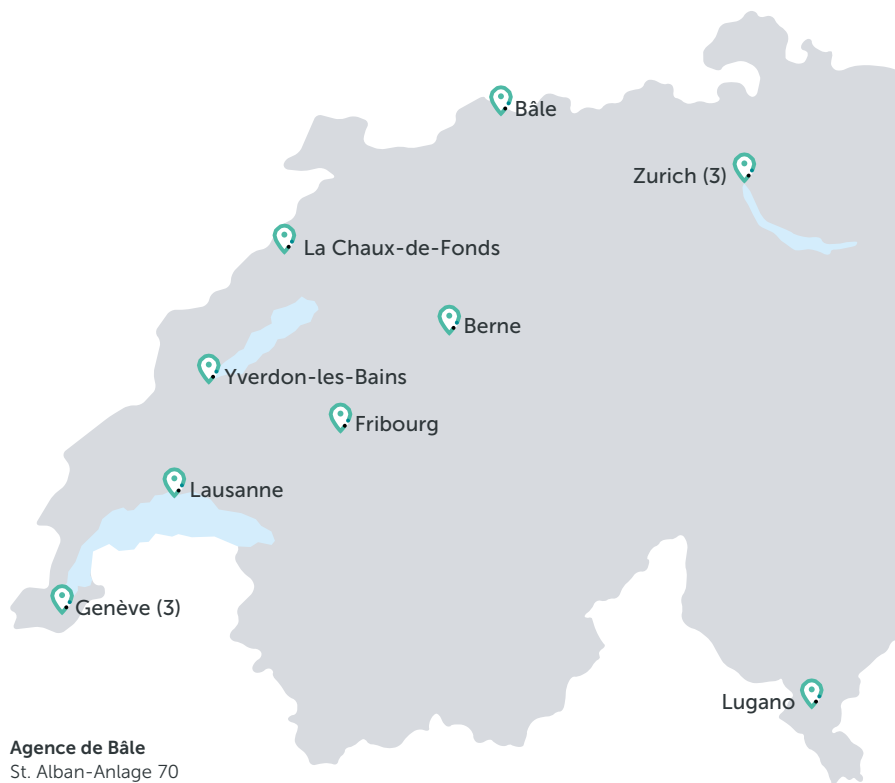 Bâle
Zurich (3)
La Chaux-de-Fonds
Berne
Yverdon-les-Bains
Fribourg
Lausanne
Genève (3)
Lugano
Agence de Bâle
St. Alban-Anlage 70